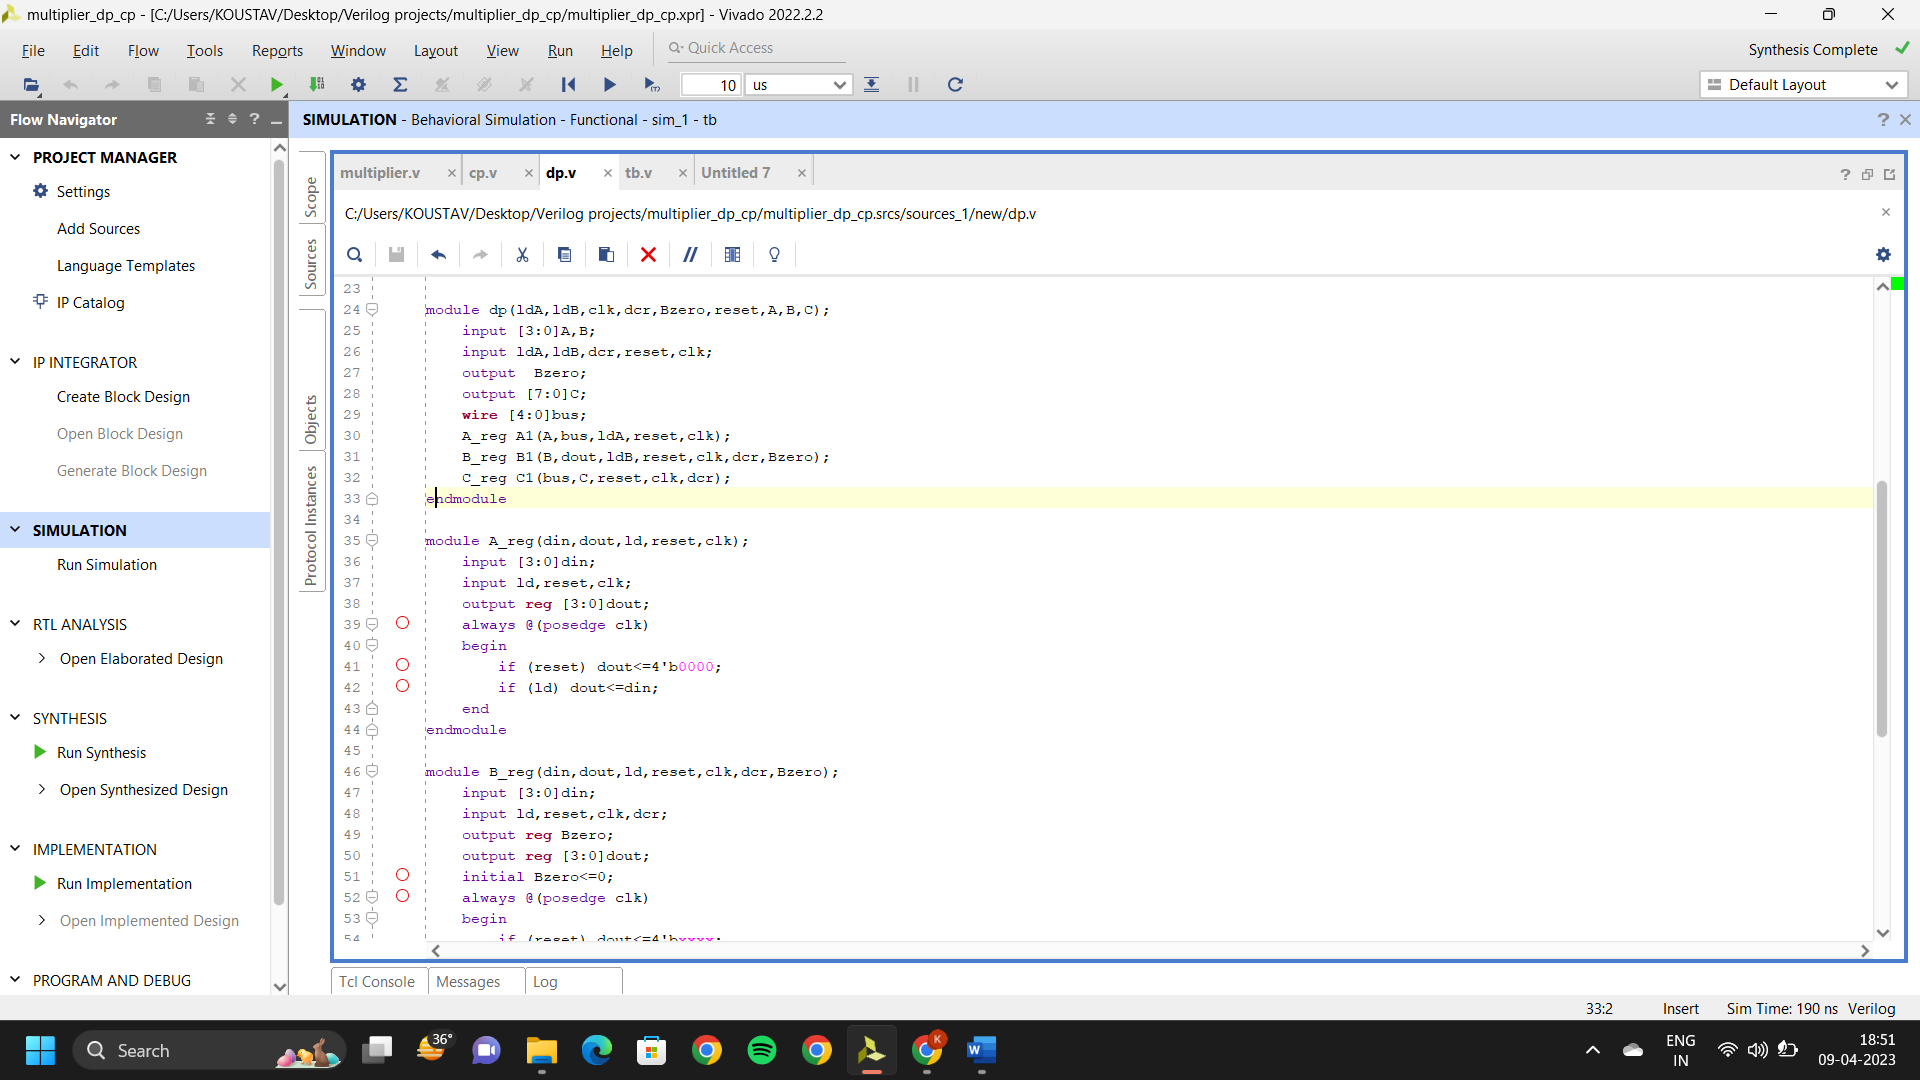 multiplier_dp_cp - [C:/Users/KOUSTAV/Desktop/Verilog projects/multiplier_dp_cp/multiplier_dp_cp.xpr] - Vivado 2022.2.2
File Edit Flow Tools Reports Window Layout View Run Help Quick Access
Synthesis Complete
10 us
Default Layout
Flow Navigator
SIMULATION - Behavioral Simulation - Functional - sim_1 - tb
PROJECT MANAGER
Settings
Add Sources
Language Templates
IP Catalog
IP INTEGRATOR
Create Block Design
Open Block Design
Generate Block Design
SIMULATION
Run Simulation
RTL ANALYSIS
Open Elaborated Design
SYNTHESIS
Run Synthesis
Open Synthesized Design
IMPLEMENTATION
Run Implementation
Open Implemented Design
PROGRAM AND DEBUG
Scope
Sources
Objects
Protocol Instances
multiplier.v cp.v dp.v tb.v Untitled 7
C:/Users/KOUSTAV/Desktop/Verilog projects/multiplier_dp_cp/multiplier_dp_cp.srcs/sources_1/new/dp.v
23
24 module dp(ldA,ldB,clk,dcr,Bzero,reset,A,B,C);
25 input [3:0]A,B;
26 input ldA,ldB,dcr,reset,clk;
27 output  Bzero;
28 output [7:0]C;
29 wire [4:0]bus;
30 A_reg A1(A,bus,ldA,reset,clk);
31 B_reg B1(B,dout,ldB,reset,clk,dcr,Bzero);
32 C_reg C1(bus,C,reset,clk,dcr);
33 endmodule
34
35 module A_reg(din,dout,ld,reset,clk);
36 input [3:0]din;
37 input ld,reset,clk;
38 output reg [3:0]dout;
39 always @(posedge clk)
40 begin
41 if (reset) dout<=4'b0000;
42 if (ld) dout<=din;
43 end
44 endmodule
45
46 module B_reg(din,dout,ld,reset,clk,dcr,Bzero);
47 input [3:0]din;
48 input ld,reset,clk,dcr;
49 output reg Bzero;
50 output reg [3:0]dout;
51 initial Bzero<=0;
52 always @(posedge clk)
53 begin
54 if (reset) dout<=4'bxxxx;
Tcl Console Messages Log
33:2 Insert Sim Time: 190 ns Verilog
Search
36°
K
ENG
IN
18:51
09-04-2023